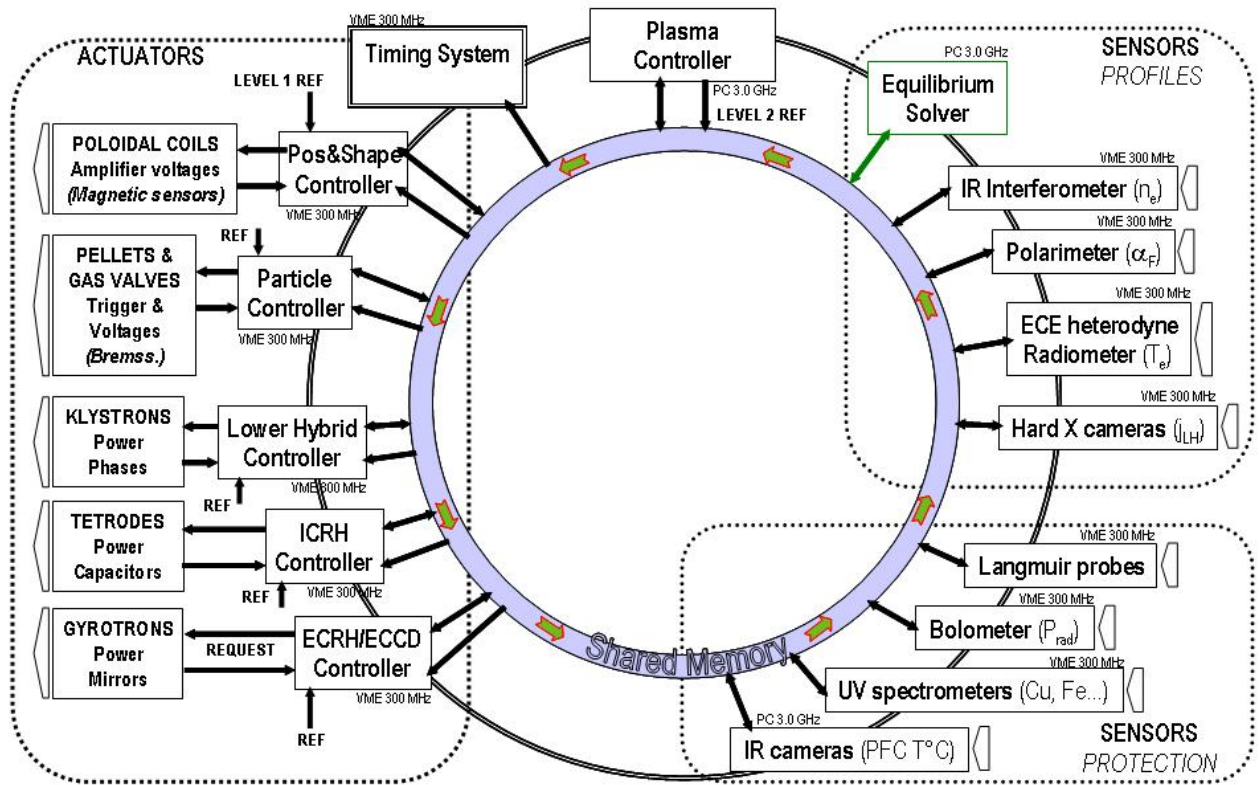 VME 300 MHz
Timing System
Plasma
Controller
PC 3.0 GHz
LEVEL 2 REF
ACTUATORS
LEVEL 1 REF
POLOIDAL COILS
Amplifier voltages
(Magnetic sensors)
Pos&Shape
Controller
VME 300 MHz
REF
PELLETS &
GAS VALVES
Trigger &
Voltages
(Bremss.)
Particle
Controller
VME 300 MHz
KLYSTRONS
Power
Phases
Lower Hybrid
Controller
VME 300 MHz
REF
TETRODES
Power
Capacitors
ICRH
Controller
VME 300 MHz
REF
GYROTRONS
Power
Mirrors
REQUEST
ECRH/ECCD
Controller
VME 300 MHz
REF
SENSORS
PROFILES
PC 3.0 GHz
Equilibrium
Solver
VME 300 MHz
IR Interferometer (ne)
VME 300 MHz
Polarimeter (αF)
VME 300 MHz
ECE heterodyne
Radiometer (Te)
VME 300 MHz
Hard X cameras (jLH)
VME 300 MHz
Langmuir probes
VME 300 MHz
Bolometer (Prad)
VME 300 MHz
UV spectrometers (Cu, Fe...)
PC 3.0 GHz
IR cameras (PFC T°C)
SENSORS
PROTECTION
Shared Memory